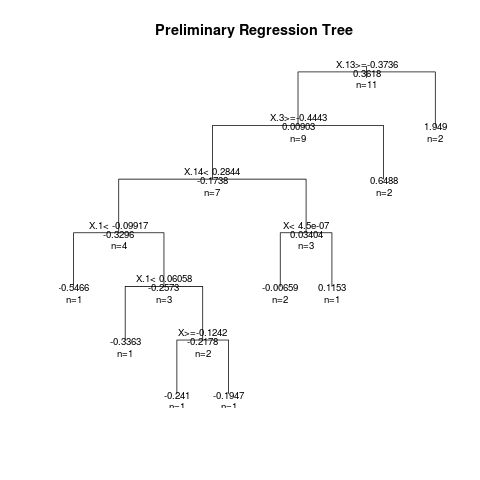 Preliminary Regression Tree
X.13>=-0.3736
0.3618
n=11
X.3>=-0.4443
0.00903
n=9
1.949
n=2
X.14< 0.2844
-0.1738
n=7
0.6488
n=2
X.1< -0.09917
-0.3296
n=4
X< 4.5e-07
0.03404
n=3
-0.5466
n=1
X.1< 0.06058
-0.2573
n=3
-0.00659
n=2
0.1153
n=1
-0.3363
n=1
X>=-0.1242
-0.2178
n=2
-0.241
n=1
-0.1947
n=1